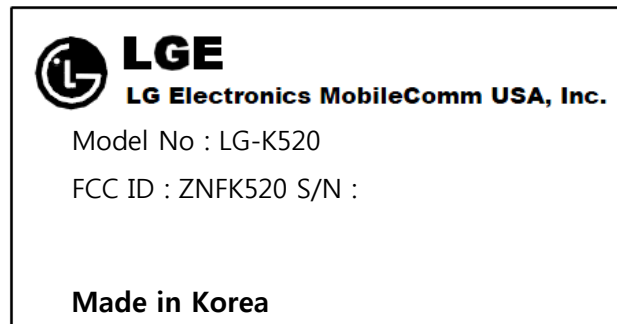 LGE
LG Electronics MobileComm USA, Inc.
Model No : LG-K520
FCC ID : ZNFK520 S/N :
Made in Korea